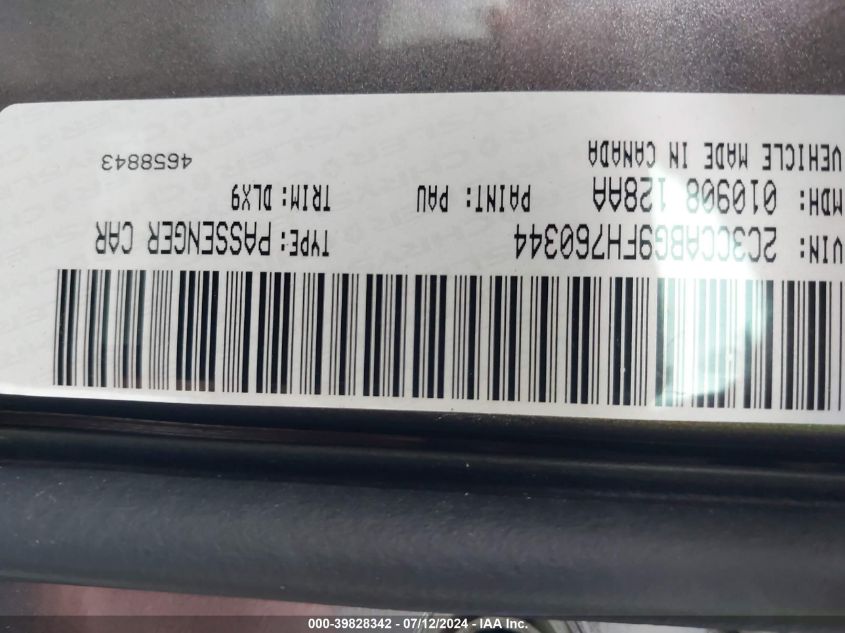 VIN: 2C3CCABG9FH760344 TYPE: PASSENGER CAR
MDH: 010908 128AA PAINT: PAU TRIM: DLX9
VEHICLE MADE IN CANADA 4658843
000-39828342 - 07/12/2024 - IAA Inc.